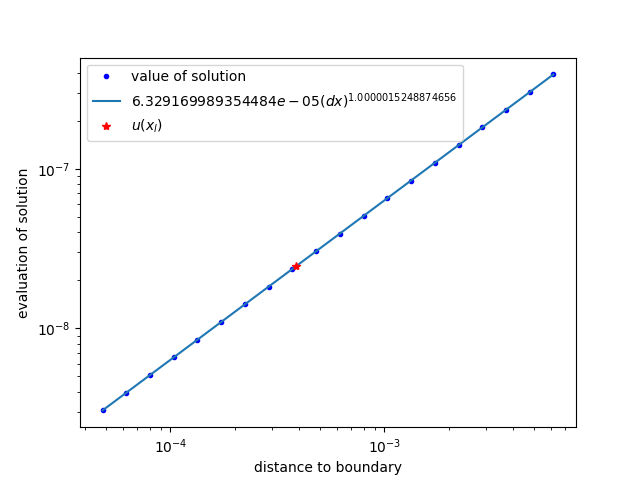 value of solution
6.329169989354484e − 05(dx)^1.0000015248874656
u(x_l)
evaluation of solution
10^−7
10^−8
10^−4
10^−3
distance to boundary